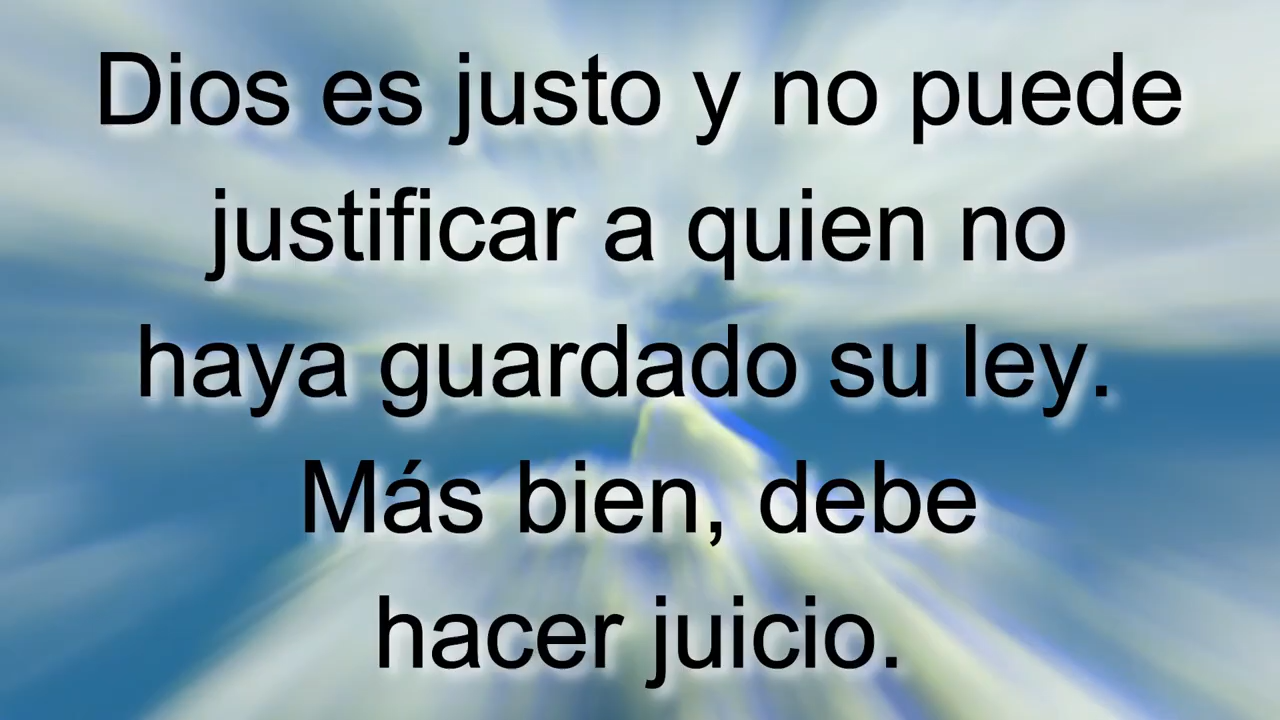 Dios es justo y no puede
justificar a quien no
haya guardado su ley.
Más bien, debe
hacer juicio.